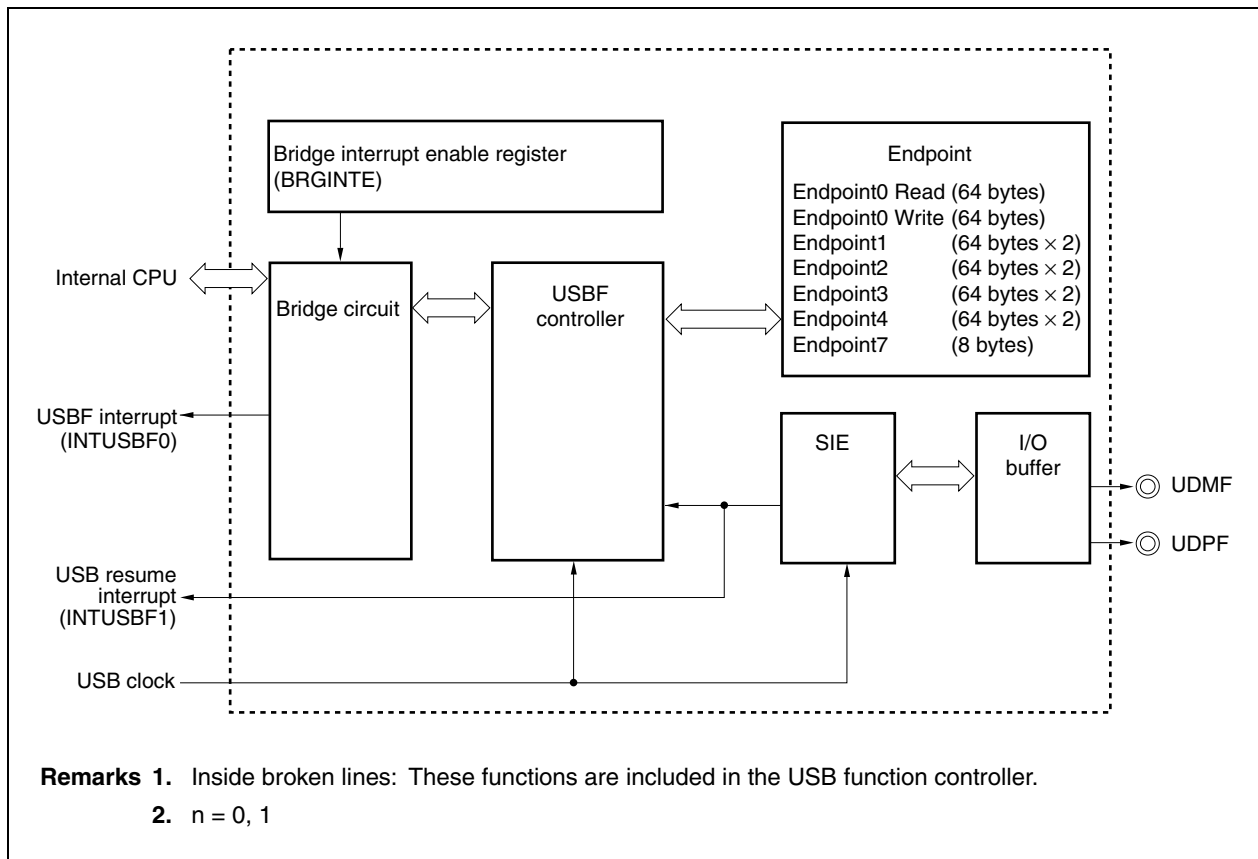 Bridge interrupt enable register
(BRGINTE)
Endpoint
Endpoint0 Read (64 bytes)
Endpoint0 Write (64 bytes)
Endpoint1 (64 bytes × 2)
Endpoint2 (64 bytes × 2)
Endpoint3 (64 bytes × 2)
Endpoint4 (64 bytes × 2)
Endpoint7 (8 bytes)
Internal CPU
Bridge circuit
USBF
controller
USBF interrupt
(INTUSBF0)
SIE
I/O
buffer
UDMF
UDPF
USB resume
interrupt
(INTUSBF1)
USB clock
Remarks 1. Inside broken lines: These functions are included in the USB function controller.
2. n = 0, 1